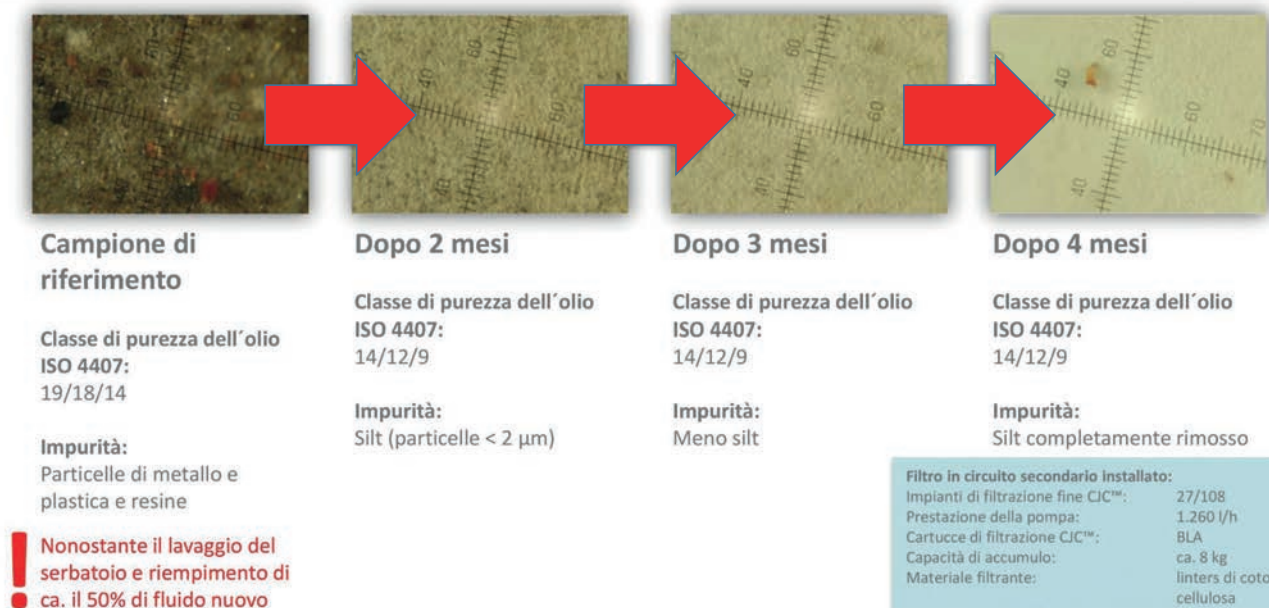 Campione di
riferimento
Classe di purezza dell´olio
ISO 4407:
19/18/14
Impurità:
Particelle di metallo e
plastica e resine
! Nonostante il lavaggio del
serbatoio e riempimento di
ca. il 50% di fluido nuovo
Dopo 2 mesi
Classe di purezza dell´olio
ISO 4407:
14/12/9
Impurità:
Silt (particelle < 2 µm)
Dopo 3 mesi
Classe di purezza dell´olio
ISO 4407:
14/12/9
Impurità:
Meno silt
Dopo 4 mesi
Classe di purezza dell´olio
ISO 4407:
14/12/9
Impurità:
Silt completamente rimosso
Filtro in circuito secondario installato:
Impianti di filtrazione fine CJC™: 27/108
Prestazione della pompa: 1.260 l/h
Cartucce di filtrazione CJC™: BLA
Capacità di accumulo: ca. 8 kg
Materiale filtrante: linters di coto
cellulosa